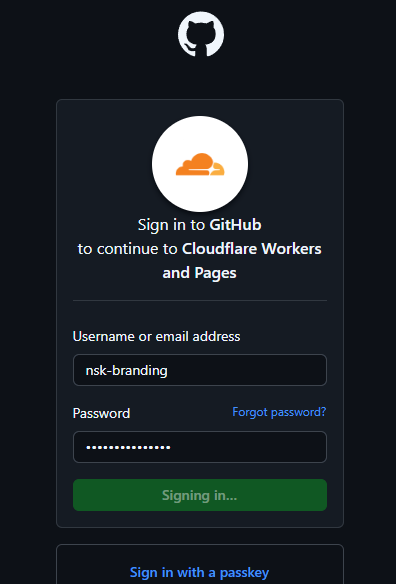 Sign in to GitHub
to continue to Cloudflare Workers
and Pages
Username or email address
nsk-branding
Password Forgot password?
•••••••••••••••
Signing in...
Sign in with a passkey